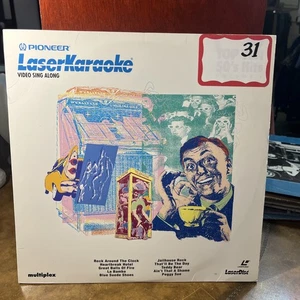 PIONEER
LaserKaraoke
VIDEO SING ALONG
31
Rock Around The Clock
Heartbreak Hotel
Great Balls Of Fire
La Bamba
Blue Suede Shoes
Jailhouse Rock
That'll Be The Day
Teddy Bear
Ain't That A Shame
Peggy Sue
multiplex
LaserDisc